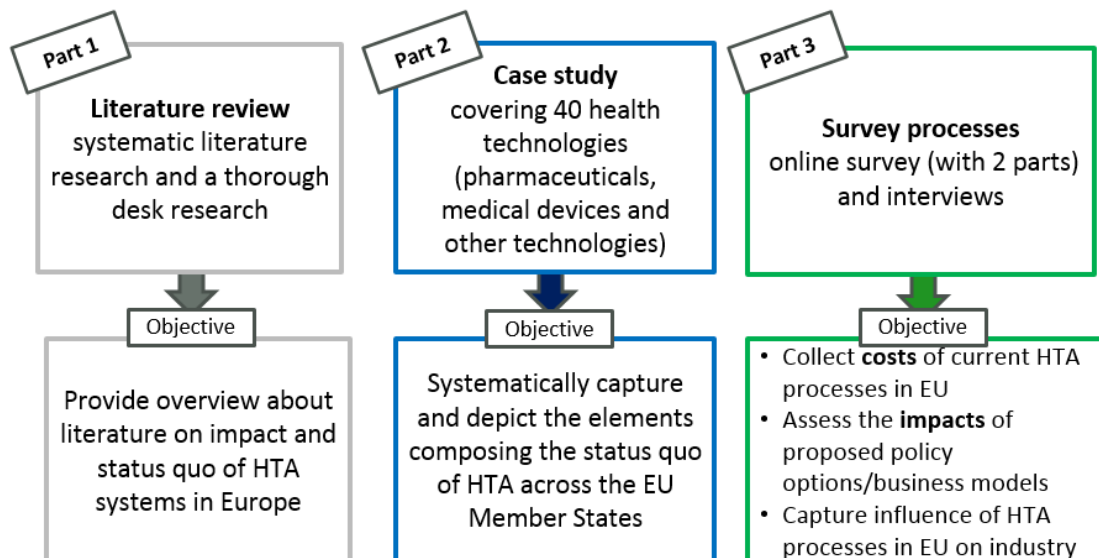 Part 1
Literature review
systematic literature
research and a thorough
desk research
Objective
Provide overview about
literature on impact and
status quo of HTA
systems in Europe
Part 2
Case study
covering 40 health
technologies
(pharmaceuticals,
medical devices and
other technologies)
Objective
Systematically capture
and depict the elements
composing the status quo
of HTA across the EU
Member States
Part 3
Survey processes
online survey (with 2 parts)
and interviews
Objective
• Collect costs of current HTA
processes in EU
• Assess the impacts of
proposed policy
options/business models
• Capture influence of HTA
processes in EU on industry